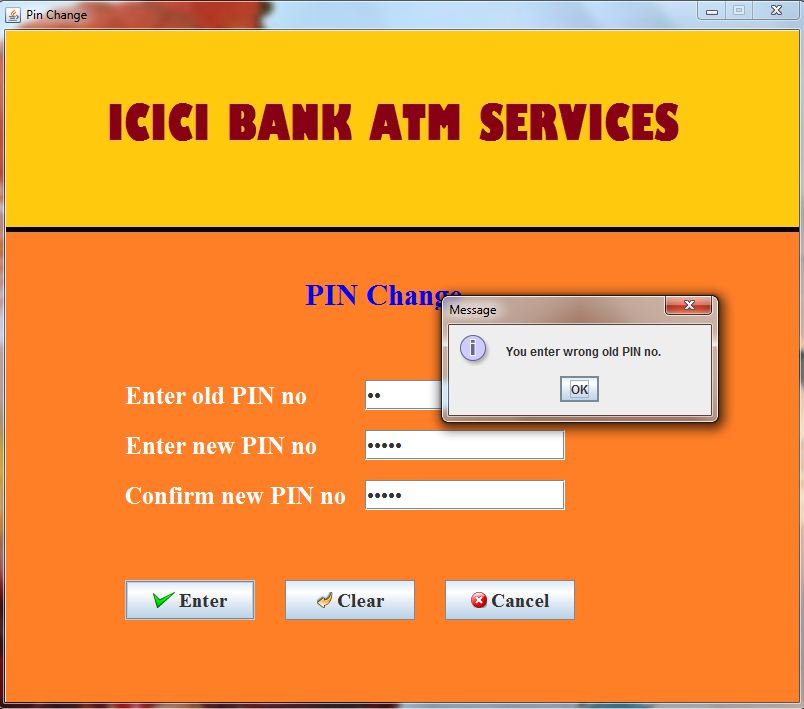 Pin Change
ICICI BANK ATM SERVICES
PIN Change
Message
You enter wrong old PIN no.
OK
Enter old PIN no ••
Enter new PIN no •••••
Confirm new PIN no •••••
Enter Clear Cancel